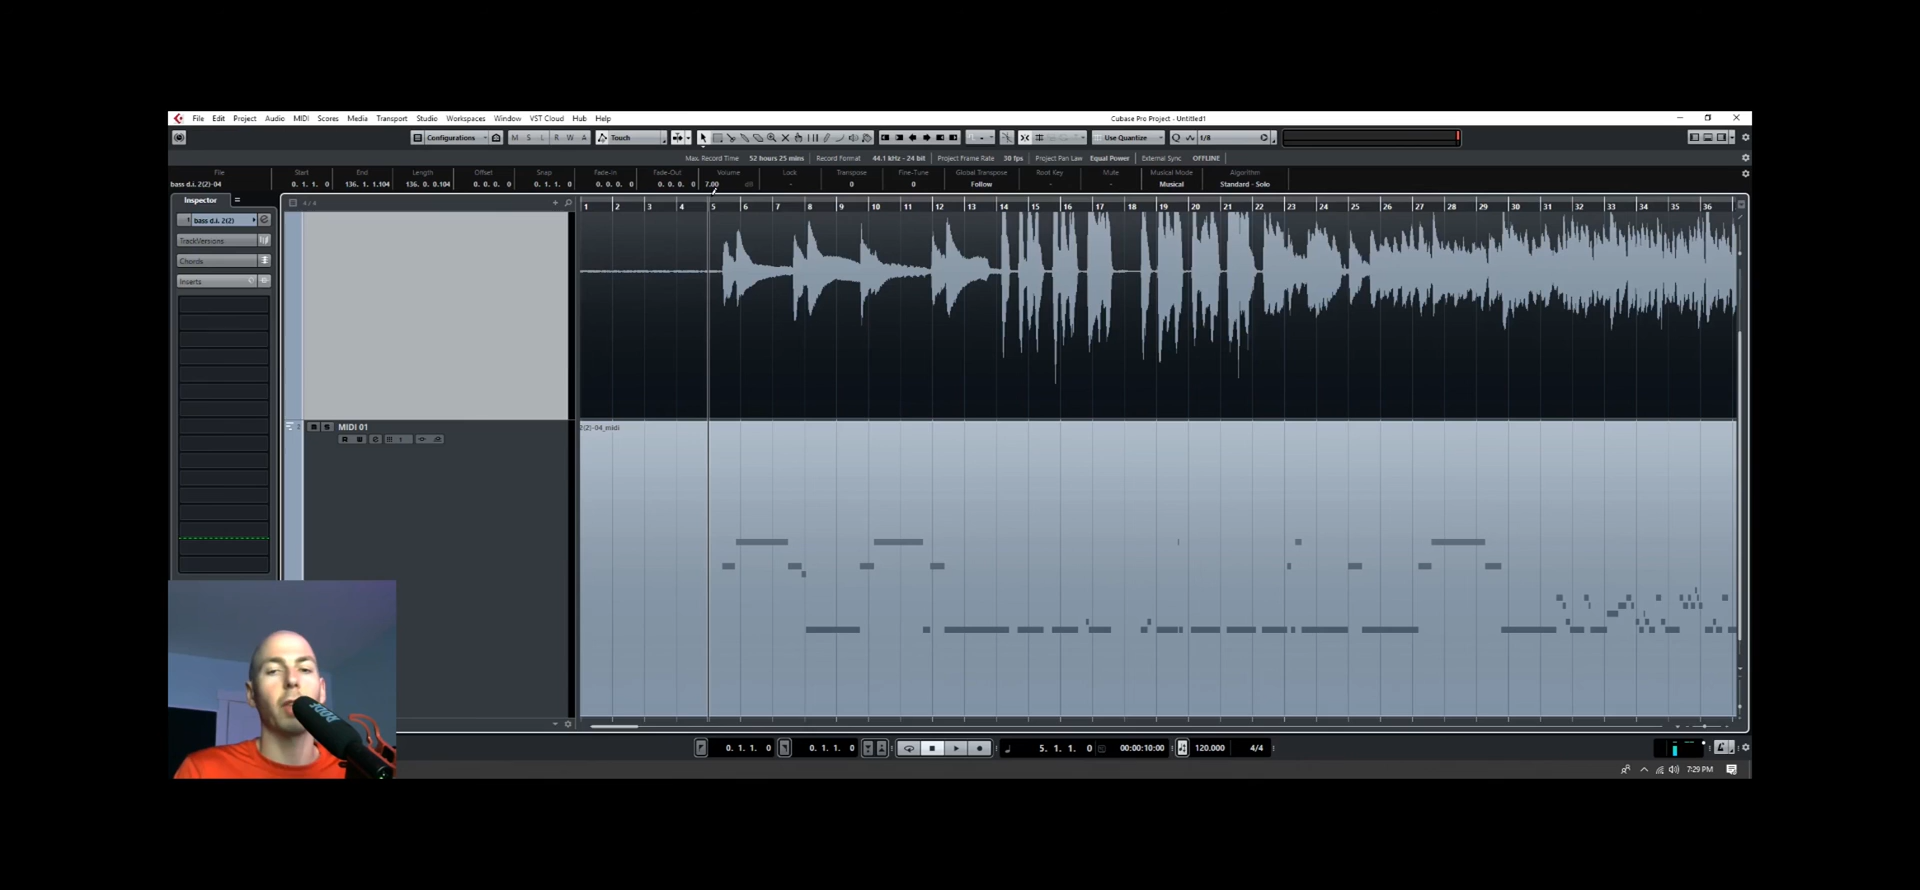 Cubase Pro Project - Untitled1
File Edit Project Audio MIDI Scores Media Transport Studio Workspaces Window VST Cloud Hub Help
Configurations M S L R W A Touch Use Quantize Q 1/8
Max. Record Time 52 hours 25 mins Record Format 44.1 kHz - 24 bit Project Frame Rate 30 fps Project Pan Law Equal Power External Sync OFFLINE
File Start End Length Offset Snap Fade-In Fade-Out Volume Lock Transpose Fine-Tune Global Transpose Root Key Mute Musical Mode Algorithm
bass d.i. 2(2)-04 0. 1. 1. 0 136. 1. 1.104 136. 0. 0.104 0. 0. 0. 0 0. 1. 1. 0 0. 0. 0. 0 0. 0. 0. 0 7.00 dB - 0 0 Follow - - Musical Standard - Solo
Inspector
4 / 4
1 2 3 4 5 6 7 8 9 10 11 12 13 14 15 16 17 18 19 20 21 22 23 24 25 26 27 28 29 30 31 32 33 34 35 36
1 bass d.i. 2(2)
TrackVersions
Chords
Inserts
2 MIDI 01
2(2)-04_midi
RODE
0. 1. 1. 0 0. 1. 1. 0 5. 1. 1. 0 00:00:10:00 120.000 4/4
7:29 PM